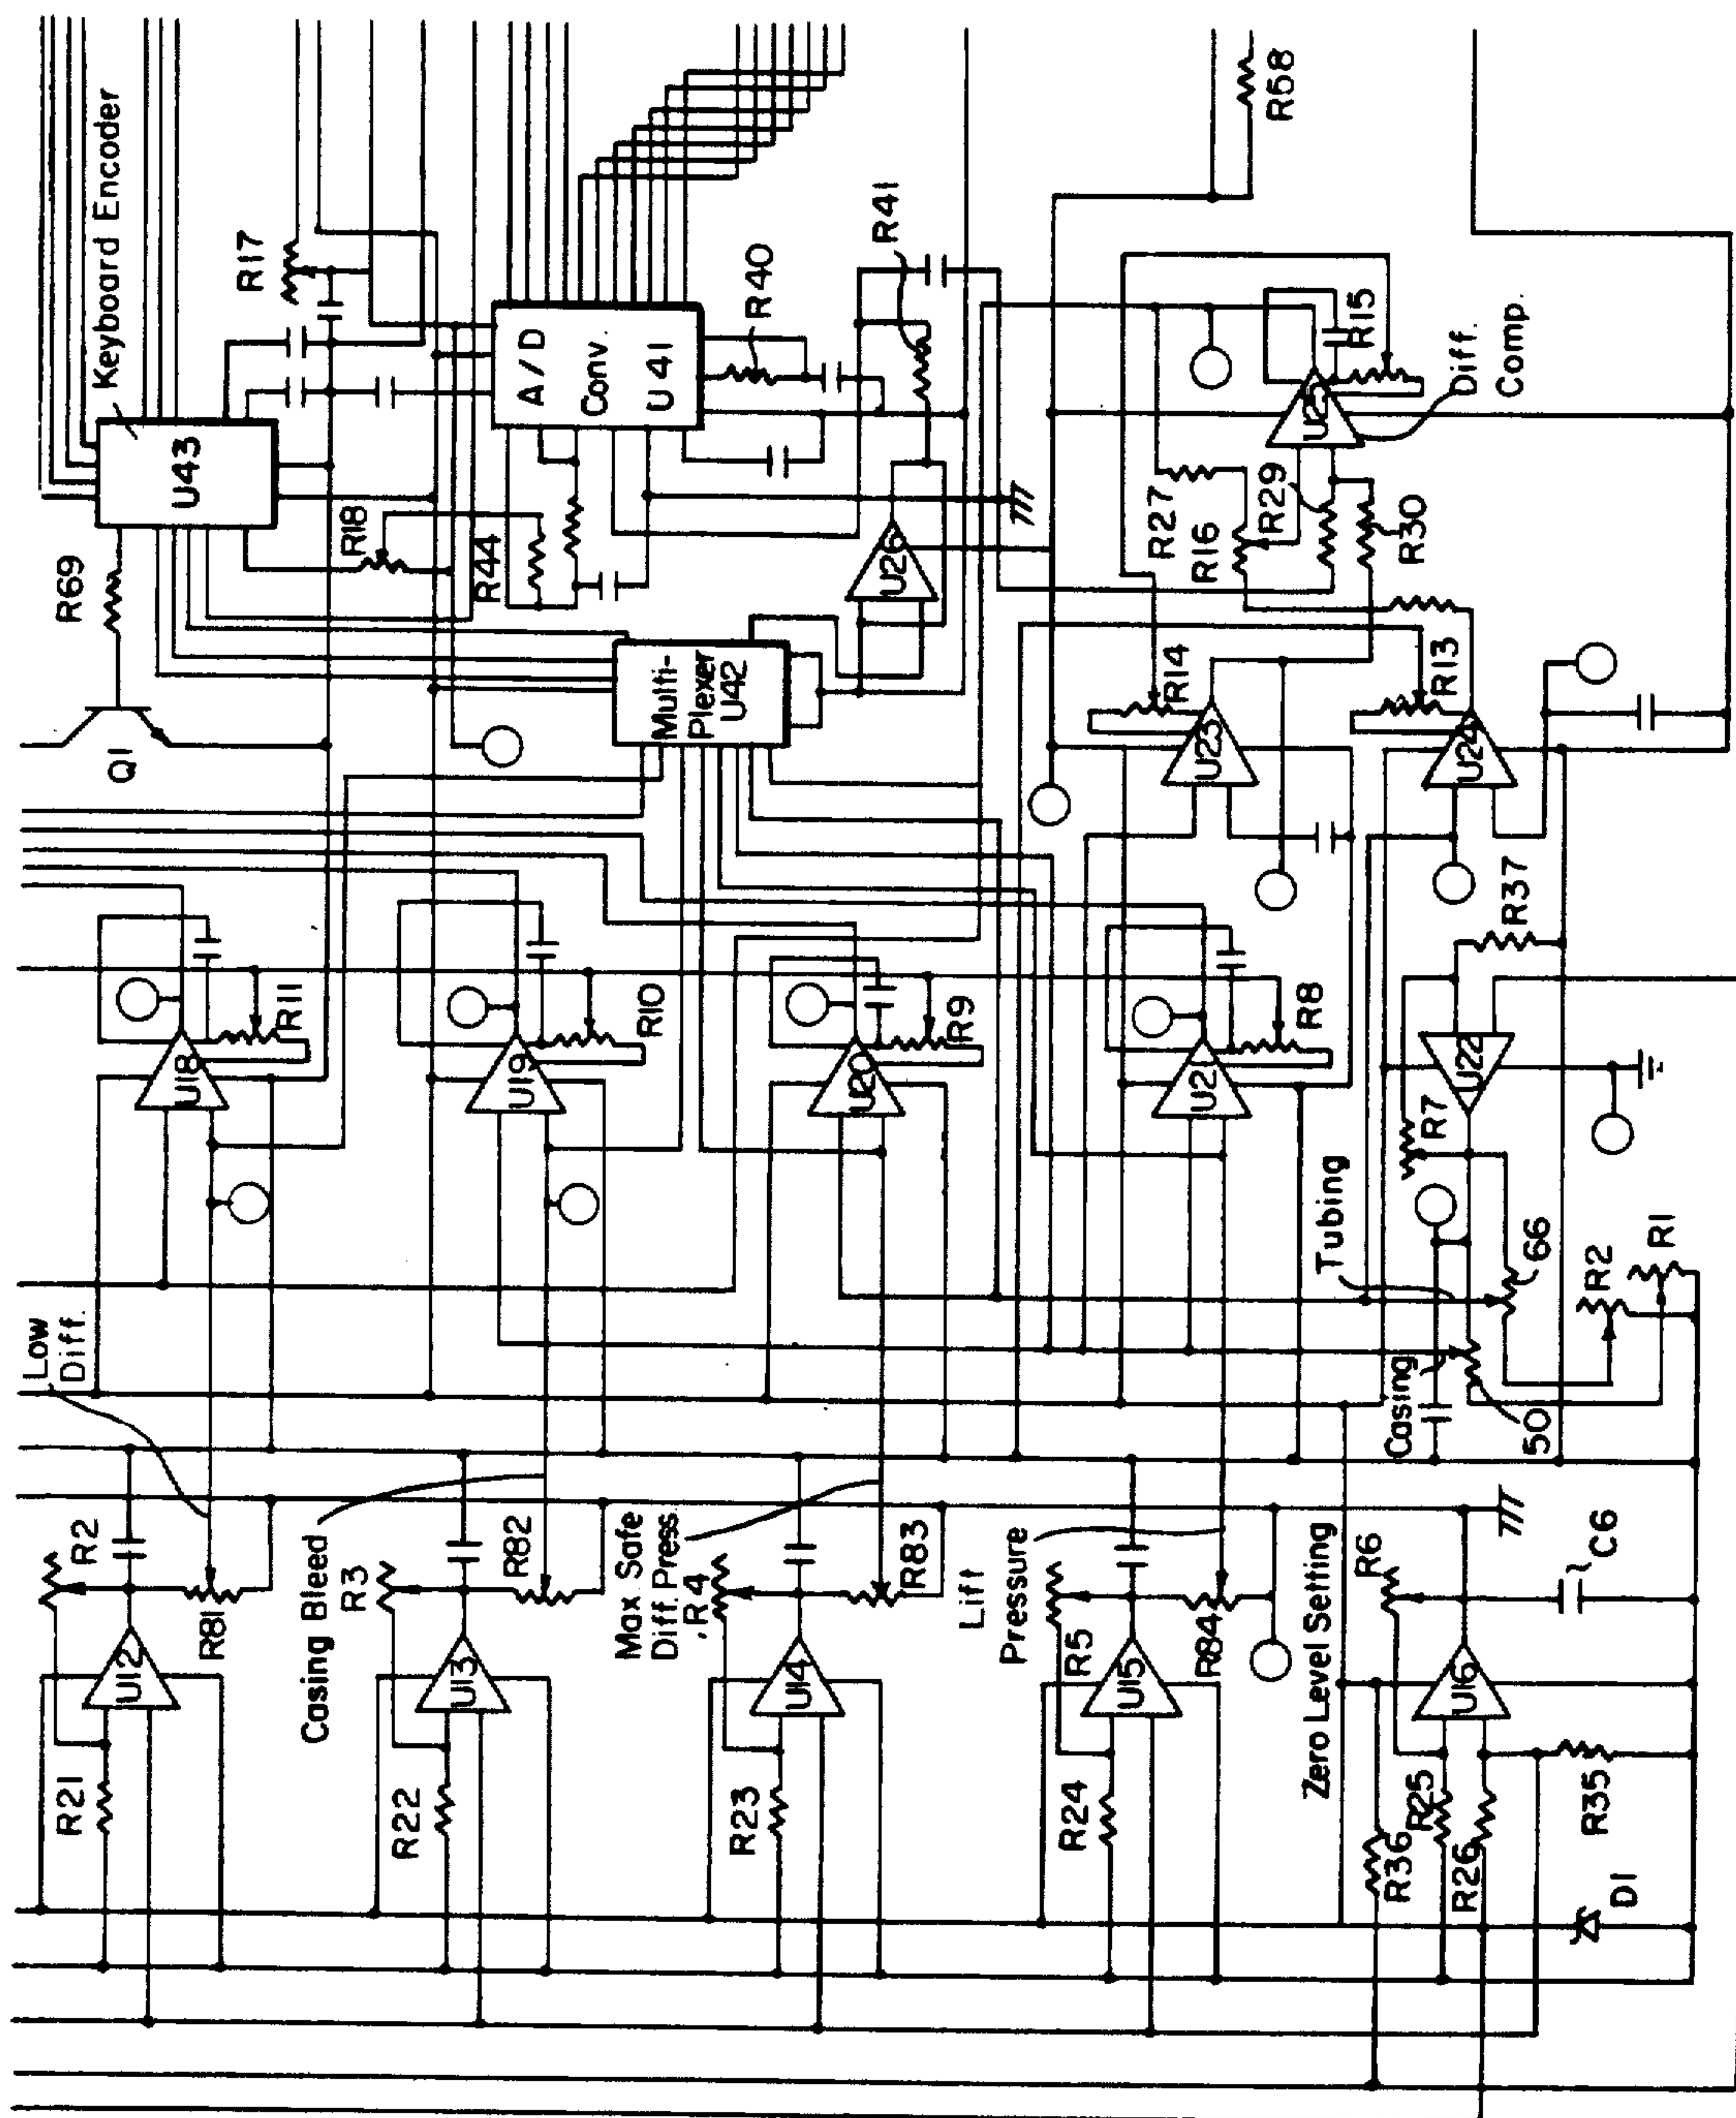 Keyboard Encoder
R69
U43
R17
Q1
R18
R44
A/D
Conv.
U41
R40
R41
Multi-
Plexer
U42
U26
R58
R11
U18
R10
U19
R9
U20
R8
U21
R14
U23
R13
U24
R27
R16
R29
R30
R15
U25
Diff.
Comp.
R37
U22
R7
Tubing
66
R2
R1
Casing
501
Low
Diff.
R2
R81
U12
R21
Casing Bleed
R3
R82
U13
R22
Max Safe
Diff. Press.
R4
R83
U14
R23
Lift
Pressure
R5
R84
U15
R24
Zero Level Setting
R6
C6
U16
R25
R26
R36
R35
D1